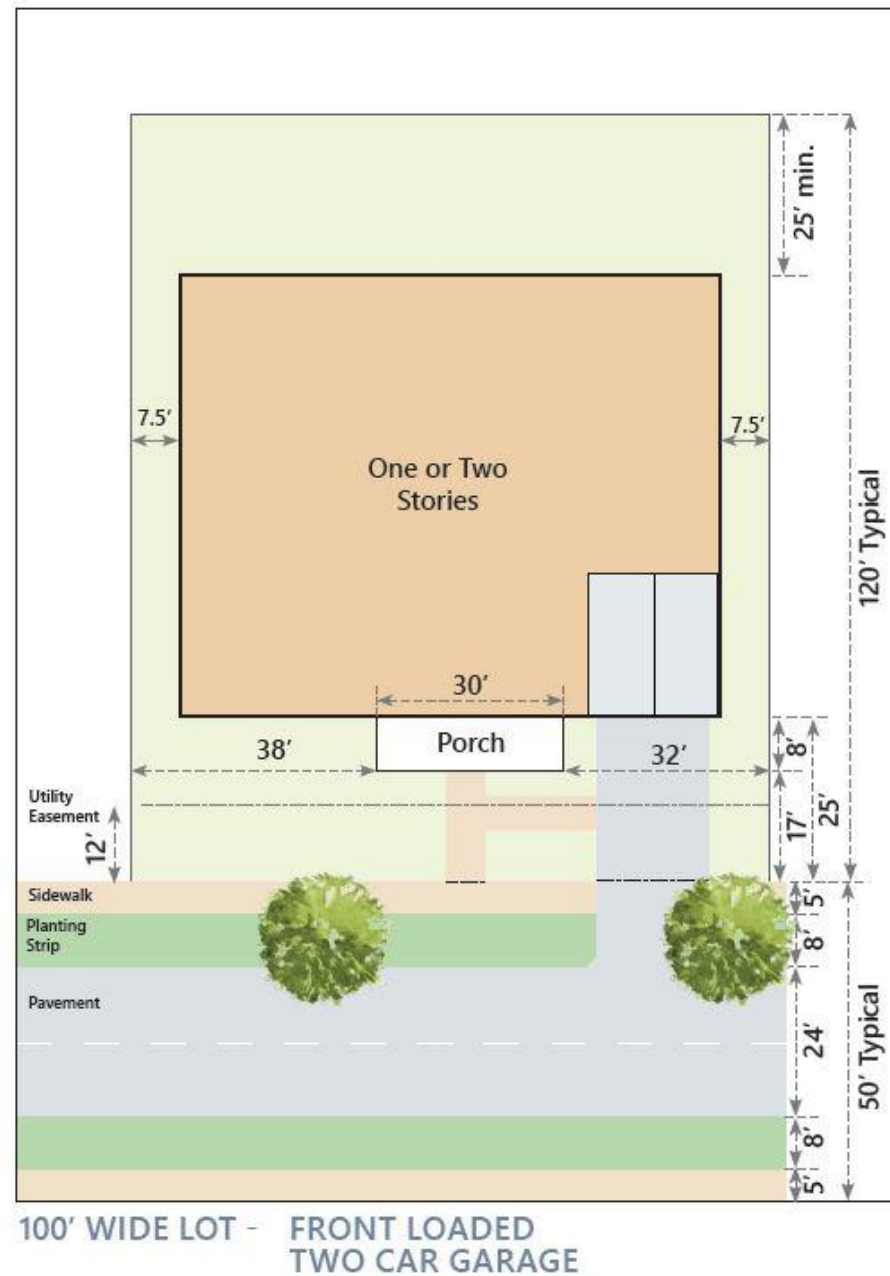 25' min.
7.5'
7.5'
One or Two
Stories
120' Typical
30'
Porch
38'
32'
8'
17'
25'
Utility
Easement
12'
Sidewalk
Planting
Strip
Pavement
5'
8'
24'
8'
5'
50' Typical
100' WIDE LOT - FRONT LOADED
TWO CAR GARAGE